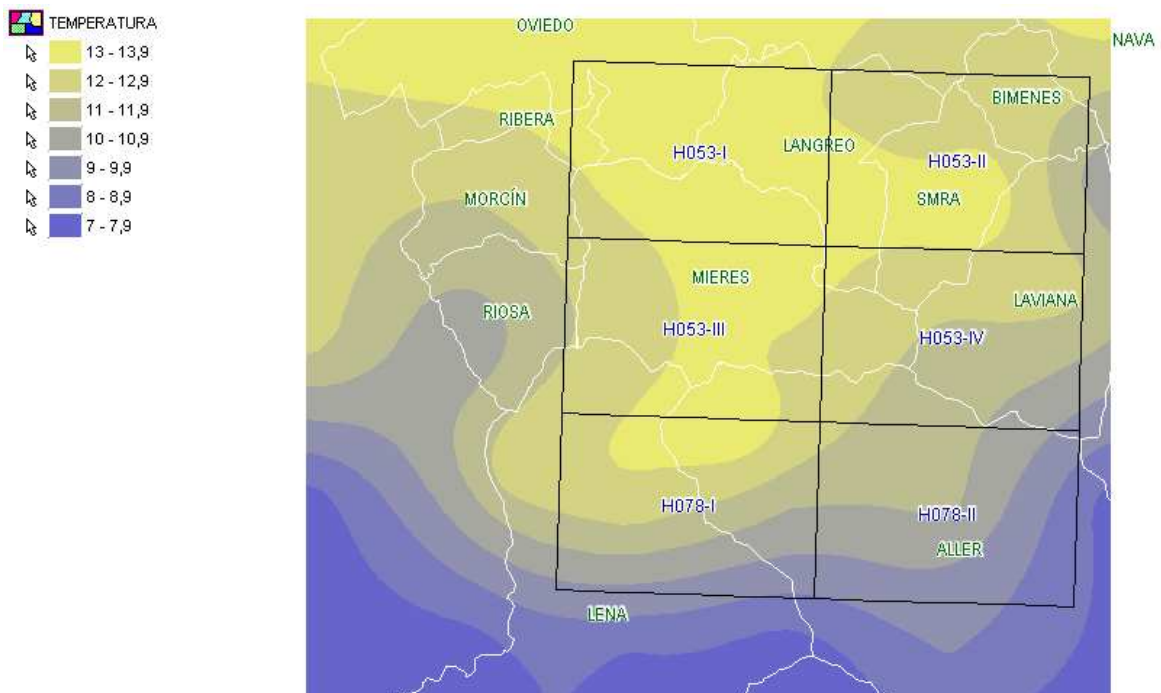 TEMPERATURA
13 - 13,9
12 - 12,9
11 - 11,9
10 - 10,9
9 - 9,9
8 - 8,9
7 - 7,9
OVIEDO
NAVA
BIMENES
RIBERA
LANGREO
H053-I
H053-II
MORCÍN
SMRA
MIERES
LAVIANA
RIOSA
H053-III
H053-IV
H078-I
H078-II
ALLER
LENA